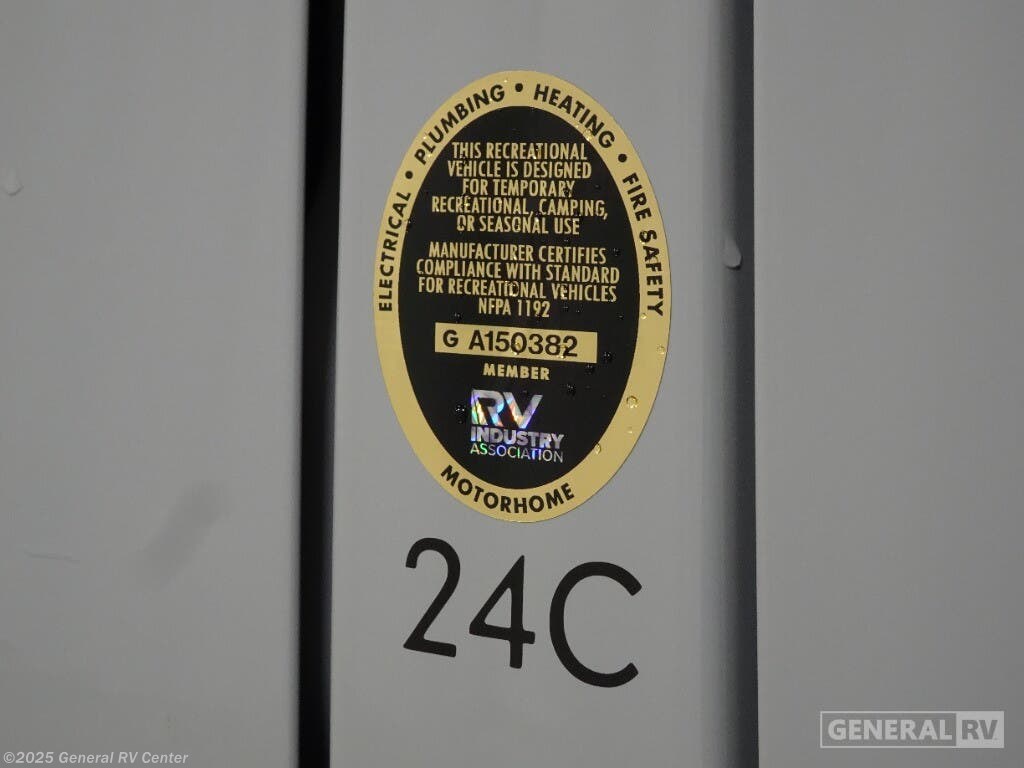 ELECTRICAL • PLUMBING • HEATING • FIRE SAFETY
THIS RECREATIONAL
VEHICLE IS DESIGNED
FOR TEMPORARY
RECREATIONAL, CAMPING,
OR SEASONAL USE
MANUFACTURER CERTIFIES
COMPLIANCE WITH STANDARD
FOR RECREATIONAL VEHICLES
NFPA 1192
G A150382
MEMBER
RV
INDUSTRY
ASSOCIATION
MOTORHOME
24C
GENERAL RV
©2025 General RV Center